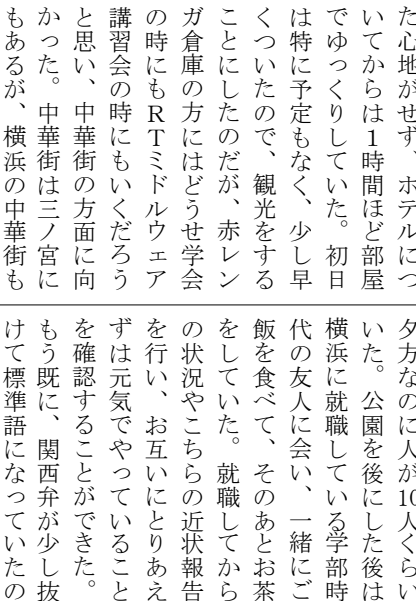 た心地がせず、ホテルにつ
いてからは1時間ほど部屋
でゆっくりしていた。初日
は特に予定もなく、少し早
くついたので、観光をする
ことにしたのだが、赤レン
ガ倉庫の方にはどうせ学会
の時にもRTミドルウェア
講習会の時にもいくだろう
と思い、中華街の方面に向
かった。中華街は三ノ宮に
もあるが、横浜の中華街も
夕方なのに人が10人くらい
いた。公園を後にした後は
横浜に就職している学部時
代の友人に会い、一緒にご
飯を食べて、そのあとお茶
をしていた。就職してから
の状況やこちらの近状報告
を行い、お互いにとりあえ
ずは元気でやっていること
を確認することができた。
もう既に、関西弁が少し抜
けて標準語になっていたの